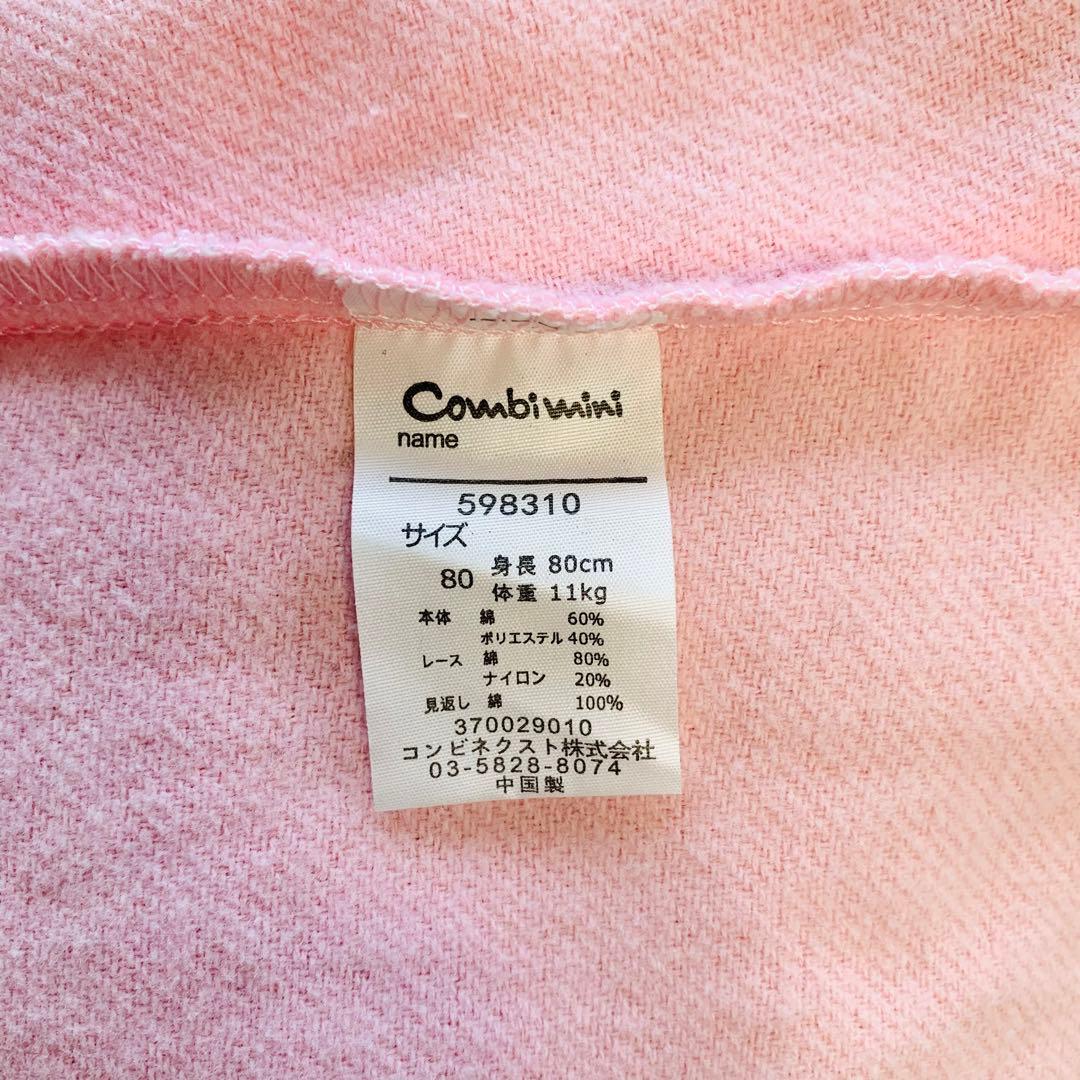 Combimini
name
598310
サイズ
80 身長 80cm
体重 11kg
本体 綿 60%
ポリエステル 40%
レース 綿 80%
ナイロン 20%
見返し 綿 100%
370029010
コンビネクスト株式会社
03-5828-8074
中国製